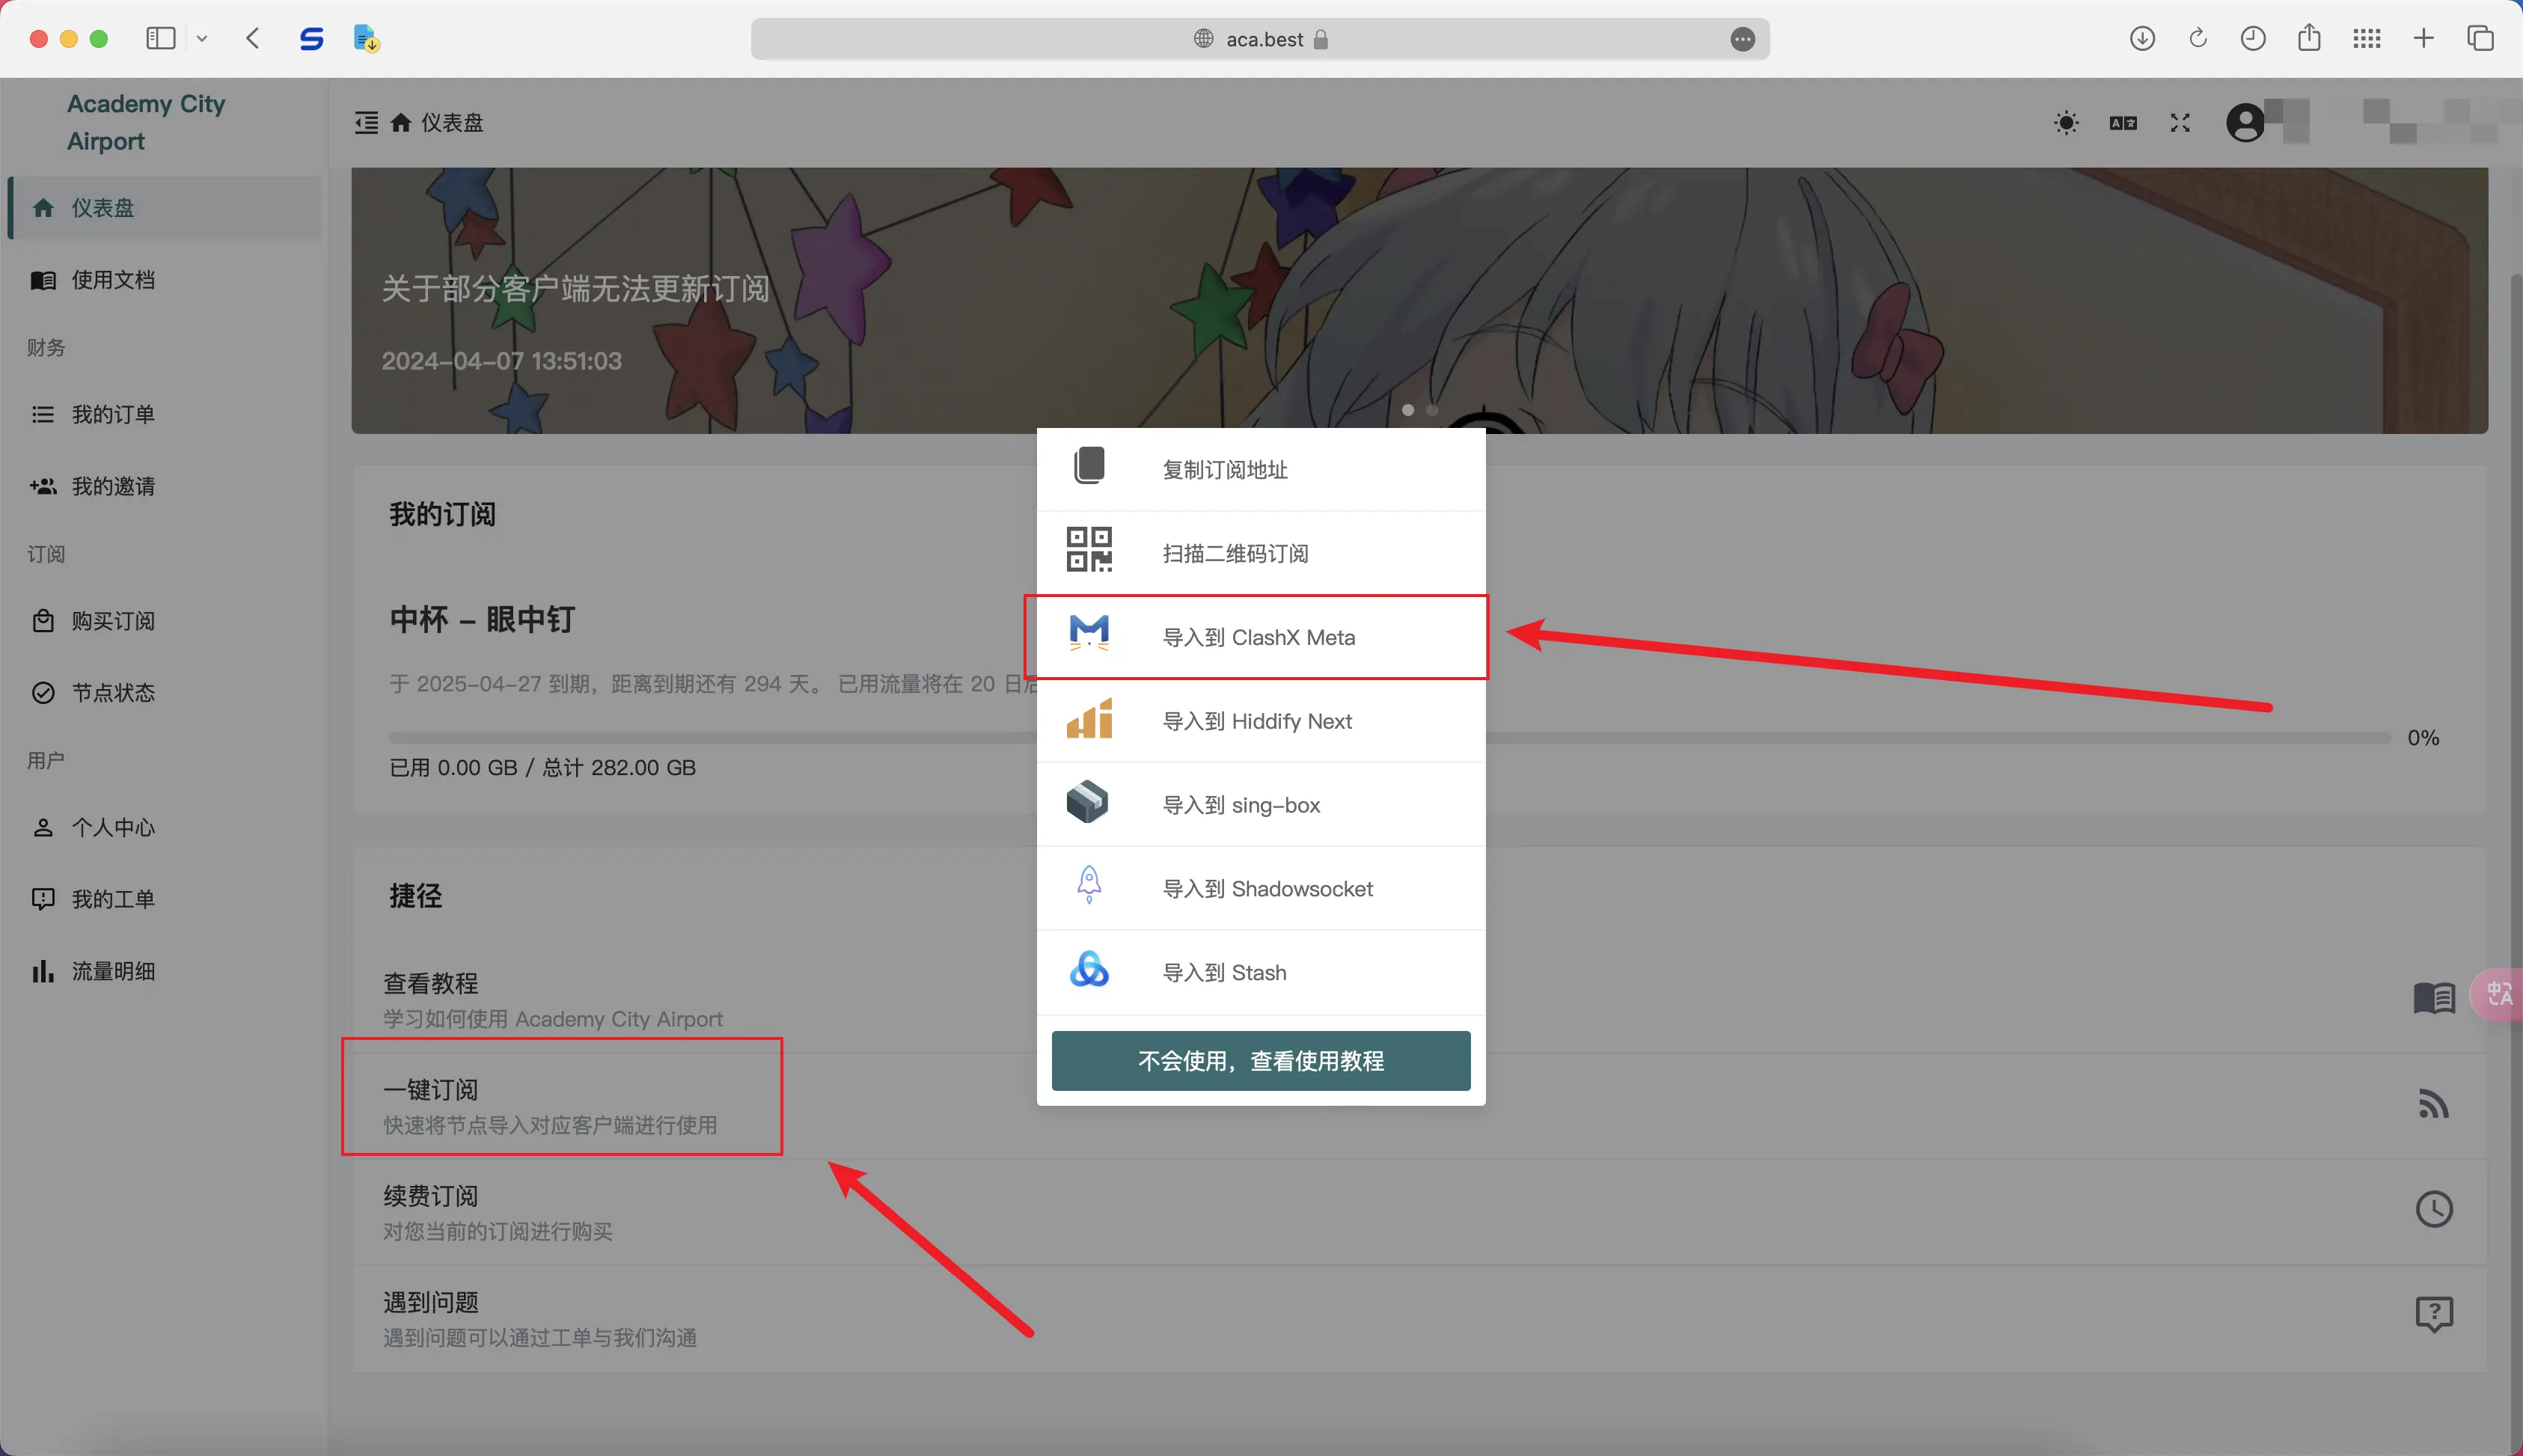 aca.best
Academy City
Airport
仪表盘
仪表盘
使用文档
财务
我的订单
我的邀请
订阅
购买订阅
节点状态
用户
个人中心
我的工单
流量明细
关于部分客户端无法更新订阅
2024-04-07 13:51:03
我的订阅
中杯 - 眼中钉
于 2025-04-27 到期，距离到期还有 294 天。 已用流量将在 20 日后
0%
已用 0.00 GB / 总计 282.00 GB
捷径
查看教程
学习如何使用 Academy City Airport
一键订阅
快速将节点导入对应客户端进行使用
续费订阅
对您当前的订阅进行购买
遇到问题
遇到问题可以通过工单与我们沟通
复制订阅地址
扫描二维码订阅
导入到 ClashX Meta
导入到 Hiddify Next
导入到 sing-box
导入到 Shadowsocket
导入到 Stash
不会使用，查看使用教程